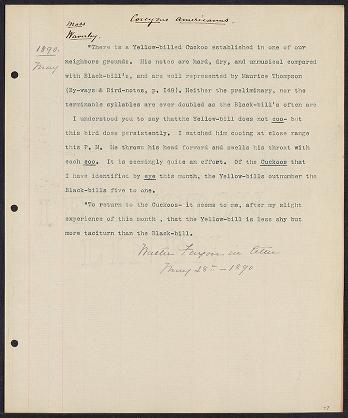 Coccyzus americanus.
Mass.
Waverley.
1890.
May
"There is a Yellow-billed Cuckoo established in one of our
neighbors grounds. His notes are hard, dry, and unmusical compared
with Black-bill's, and are well represented by Maurice Thompson
(By-ways & Bird-notes, p. 149). Neither the preliminary, nor the
terminable syllables are ever doubled as the Black-bill's often are
I understood you to say that the Yellow-bill does not coo- but
this bird does persistently. I watched him cooing at close range
this P. M. He throws his head forward and swells his throat with
each coo. It is seemingly quite an effort. Of the Cuckoos that
I have identified by eye this month, the Yellow-bills outnumber the
Black-bills five to one.
"To return to the Cuckoos- it seems to me, after my slight
experience of this month , that the Yellow-bill is less shy but
more taciturn than the Black-bill.
Walter Faxon in letter
May 28th - 1890